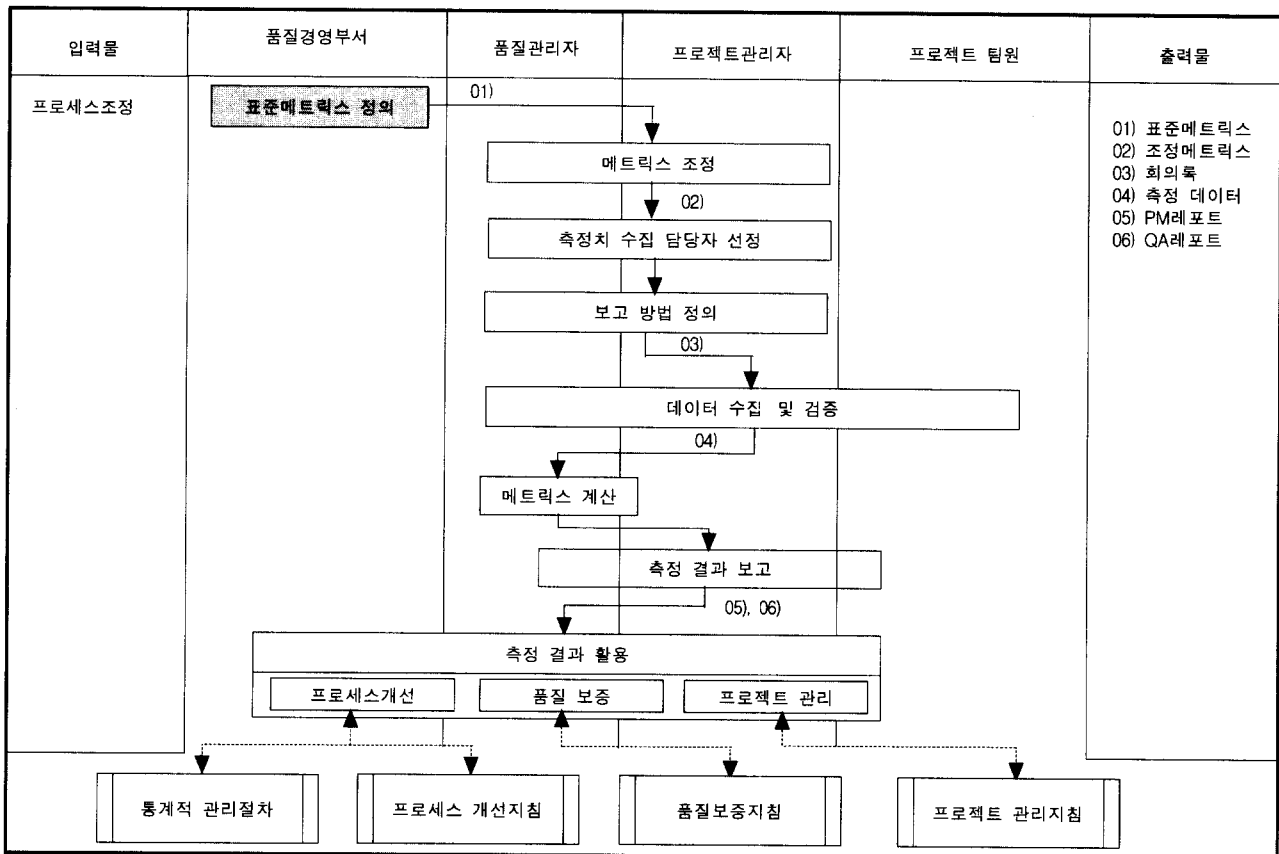 입력물
품질경영부서
품질관리자
프로젝트관리자
프로젝트 팀원
출력물
프로세스조정
표준메트릭스 정의
01)
01) 표준메트릭스
02) 조정메트릭스
03) 회의록
04) 측정 데이터
05) PM레포트
06) QA레포트
메트릭스 조정
02)
측정치 수집 담당자 선정
보고 방법 정의
03)
데이터 수집 및 검증
04)
메트릭스 계산
측정 결과 보고
05), 06)
측정 결과 활용
프로세스개선
품질 보증
프로젝트 관리
통계적 관리절차
프로세스 개선지침
품질보증지침
프로젝트 관리지침